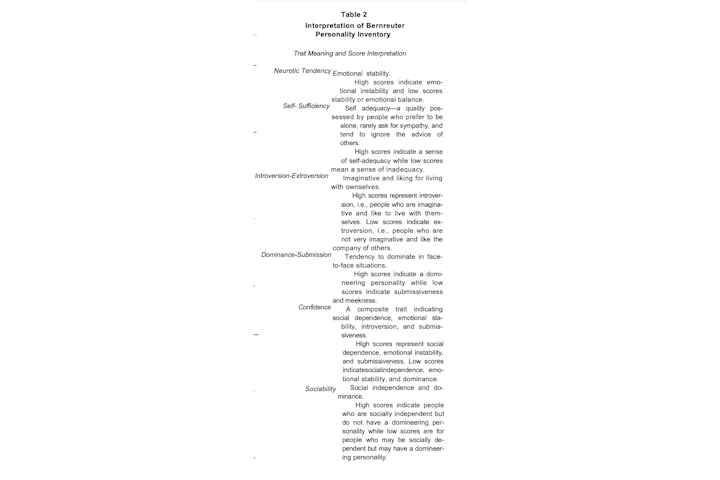 Table 2
Interpretation of Bernreuter
Personality Inventory
Trait Meaning and Score Interpretation
Neurotic Tendency Emotional stability.
High scores indicate emo-
tional instability and low scores
stability or emotional balance.
Self- Sufficiency Self adequacy—a quality pos-
sessed by people who prefer to be
alone, rarely ask for sympathy, and
tend to ignore the advice of
others.
High scores indicate a sense
of self-adequacy while low scores
mean a sense of inadequacy.
Introversion-Extroversion Imaginative and liking for living
with ownselves.
High scores represent introver-
sion, i.e., people who are imagina-
tive and like to live with them-
selves. Low scores indicate ex-
troversion, i.e., people who are
not very imaginative and like the
company of others.
Dominance-Submission Tendency to dominate in face-
to-face situations.
High scores indicate a domi-
neering personality while low
scores indicate submissiveness
and meekness.
Confidence A composite trait indicating
social dependence, emotional sta-
bility, introversion, and submis-
siveness.
High scores represent social
dependence, emotional instability,
and submissiveness. Low scores
indicatesocialindependence, emo-
tional stability, and dominance.
Sociability Social independence and do-
minance.
High scores indicate people
who are socially independent but
do not have a domineering per-
sonality while low scores are for
people who may be socially de-
pendent but may have a domineer-
ing personality.